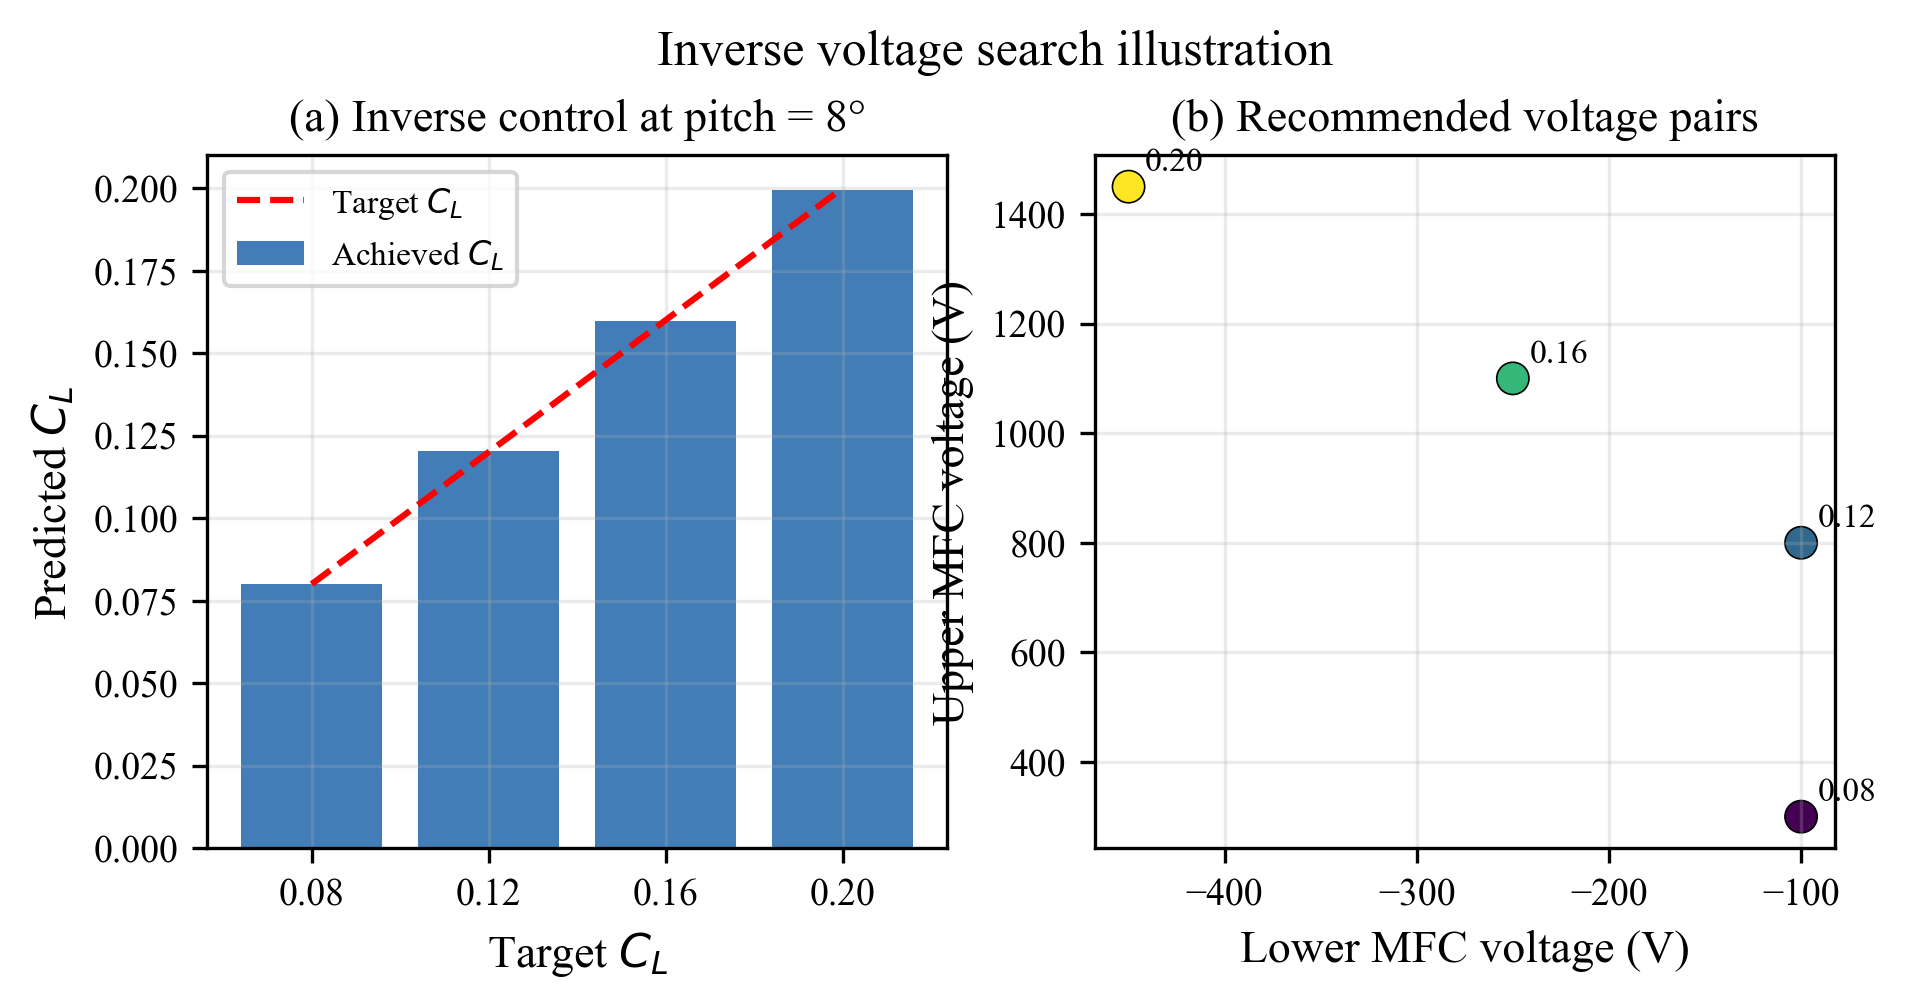 Inverse voltage search illustration
(a) Inverse control at pitch = 8°
Target C_L
Achieved C_L
0.200
0.175
0.150
0.125
0.100
0.075
0.050
0.025
0.000
Predicted C_L
0.08 0.12 0.16 0.20
Target C_L
(b) Recommended voltage pairs
0.20
0.16
0.12
0.08
1400
1200
1000
800
600
400
Upper MFC voltage (V)
−400 −300 −200 −100
Lower MFC voltage (V)